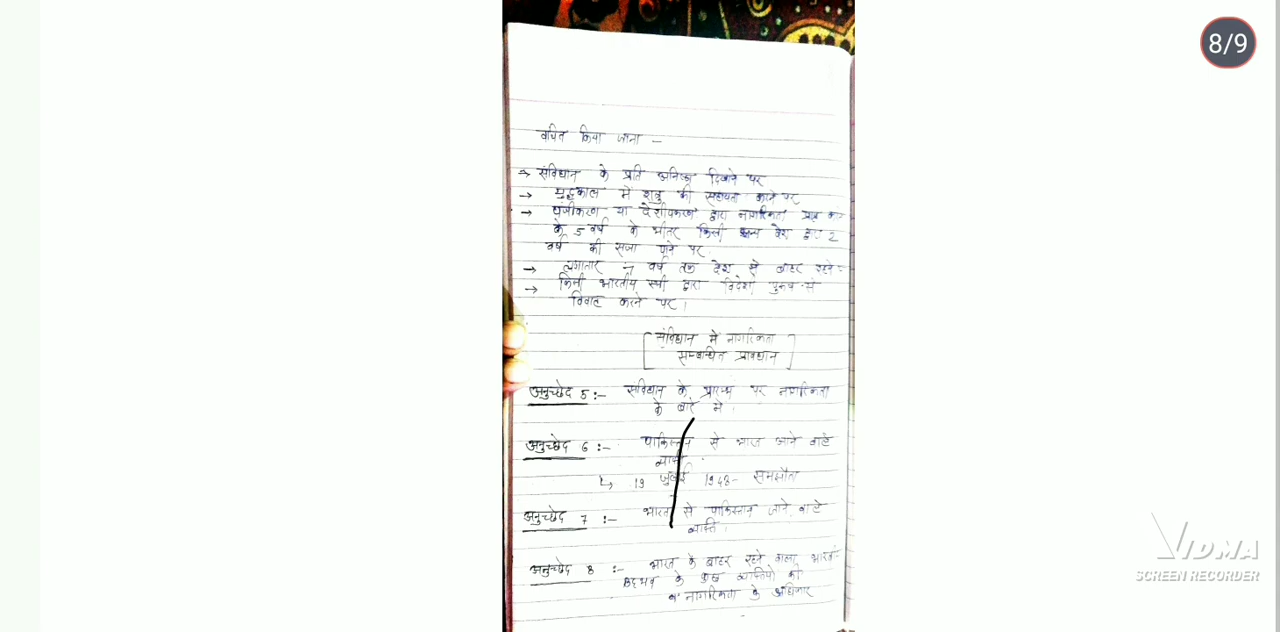 8/9
वंचित किया जाना -
→ संविधान के प्रति अनिष्ठा दिखाने पर
→ युद्धकाल में शत्रु की सहायता करने पर
→ पंजीकरण या देशीयकरण द्वारा नागरिकता प्राप्त
के 5 वर्ष के भीतर किसी अन्य देश द्वारा 2
वर्ष की सजा पाने पर
→ लगातार 7 वर्ष तक देश से बाहर रहने
→ किसी भारतीय स्त्री द्वारा विदेशी पुरुष से
विवाह करने पर।
संविधान में नागरिकता
सम्बन्धित प्रावधान
अनुच्छेद 5 :- संविधान के प्रारम्भ पर नागरिकता
के बारे में।
अनुच्छेद 6 :- पाकिस्तान से भारत आने वाले
व्यक्ति
↳ 19 जुलाई 1948- समझौता
अनुच्छेद 7 :- भारत से पाकिस्तान जाने वाले
व्यक्ति।
अनुच्छेद 8 :- भारत के बाहर रहने वाला
उद्भव के कुछ व्यक्तियों की
नागरिकता के अधिकार
VIDMA
SCREEN RECORDER